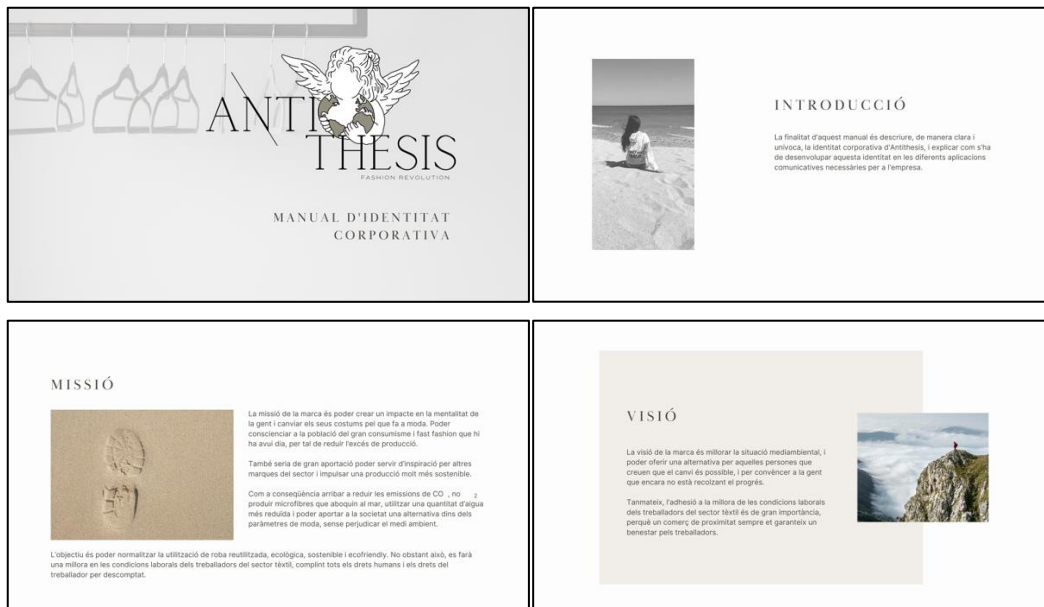 ANTI
THESIS
FASHION REVOLUTION
MANUAL D'IDENTITAT
CORPORATIVA
INTRODUCCIÓ
La finalitat d'aquest manual és descriure, de manera clara i
unívoca, la identitat corporativa d'Antithesis, i explicar com s'ha
de desenvolupar aquesta identitat en les diferents aplicacions
comunicatives necessàries per a l'empresa.
MISSIÓ
La missió de la marca és poder crear un impacte en la mentalitat de
la gent i canviar els seus costums pel que fa a moda. Poder
conscienciar a la població del gran consumisme i fast fashion que hi
ha avui dia, per tal de reduir l'excés de producció.
També seria de gran aportació poder servir d'inspiració per altres
marques del sector i impulsar una producció molt més sostenible.
Com a conseqüència arribar a reduir les emissions de CO , no 2
produir microfibres que aboquin al mar, utilitzar una quantitat d'aigua
més reduïda i poder aportar a la societat una alternativa dins dels
paràmetres de moda, sense perjudicar el medi ambient.
L'objectiu és poder normalitzar la utilització de roba reutilitzada, ecològica, sostenible i ecofriendly. No obstant això, es farà
una millora en les condicions laborals dels treballadors del sector tèxtil, complint tots els drets humans i els drets del
treballador per descomptat.
VISIÓ
La visió de la marca és millorar la situació mediambiental, i
poder oferir una alternativa per aquelles persones que
creuen que el canvi és possible, i per convèncer a la gent
que encara no està recolzant el progrés.
Tanmateix, l'adhesió a la millora de les condicions laborals
dels treballadors del sector tèxtil és de gran importància,
perquè un comerç de proximitat sempre et garanteix un
benestar pels treballadors.